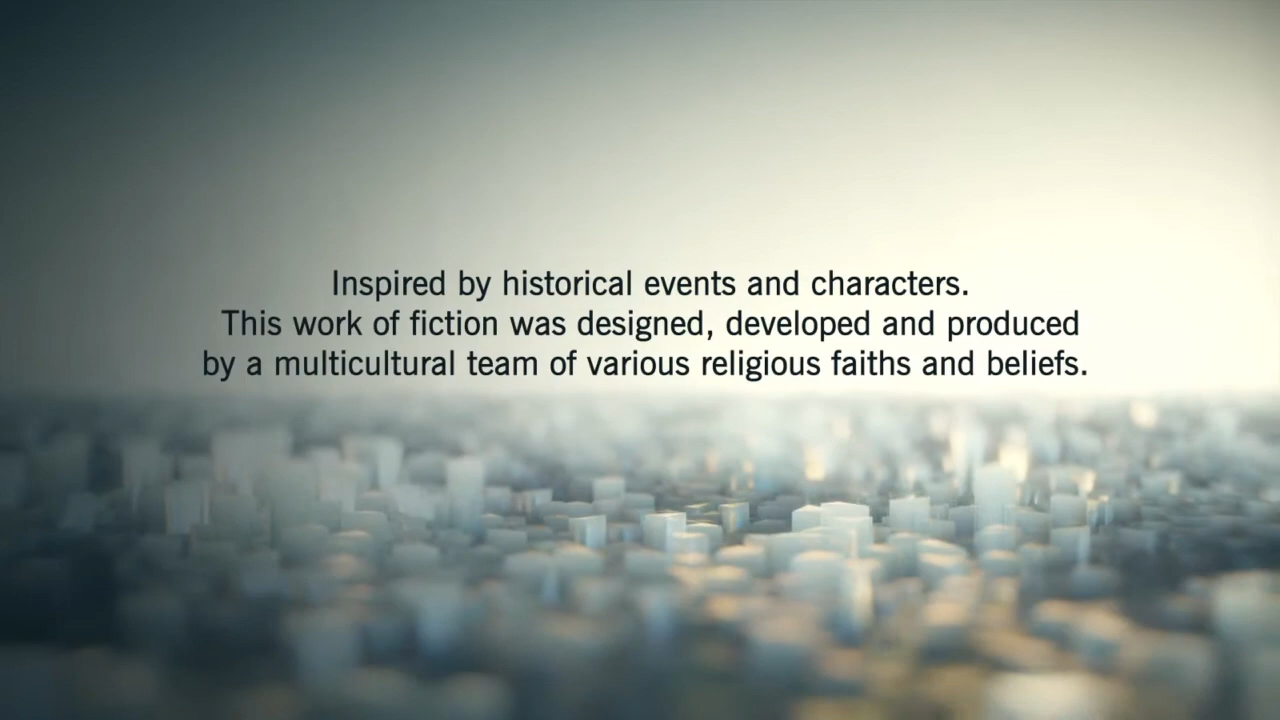 Inspired by historical events and characters.
This work of fiction was designed, developed and produced
by a multicultural team of various religious faiths and beliefs.